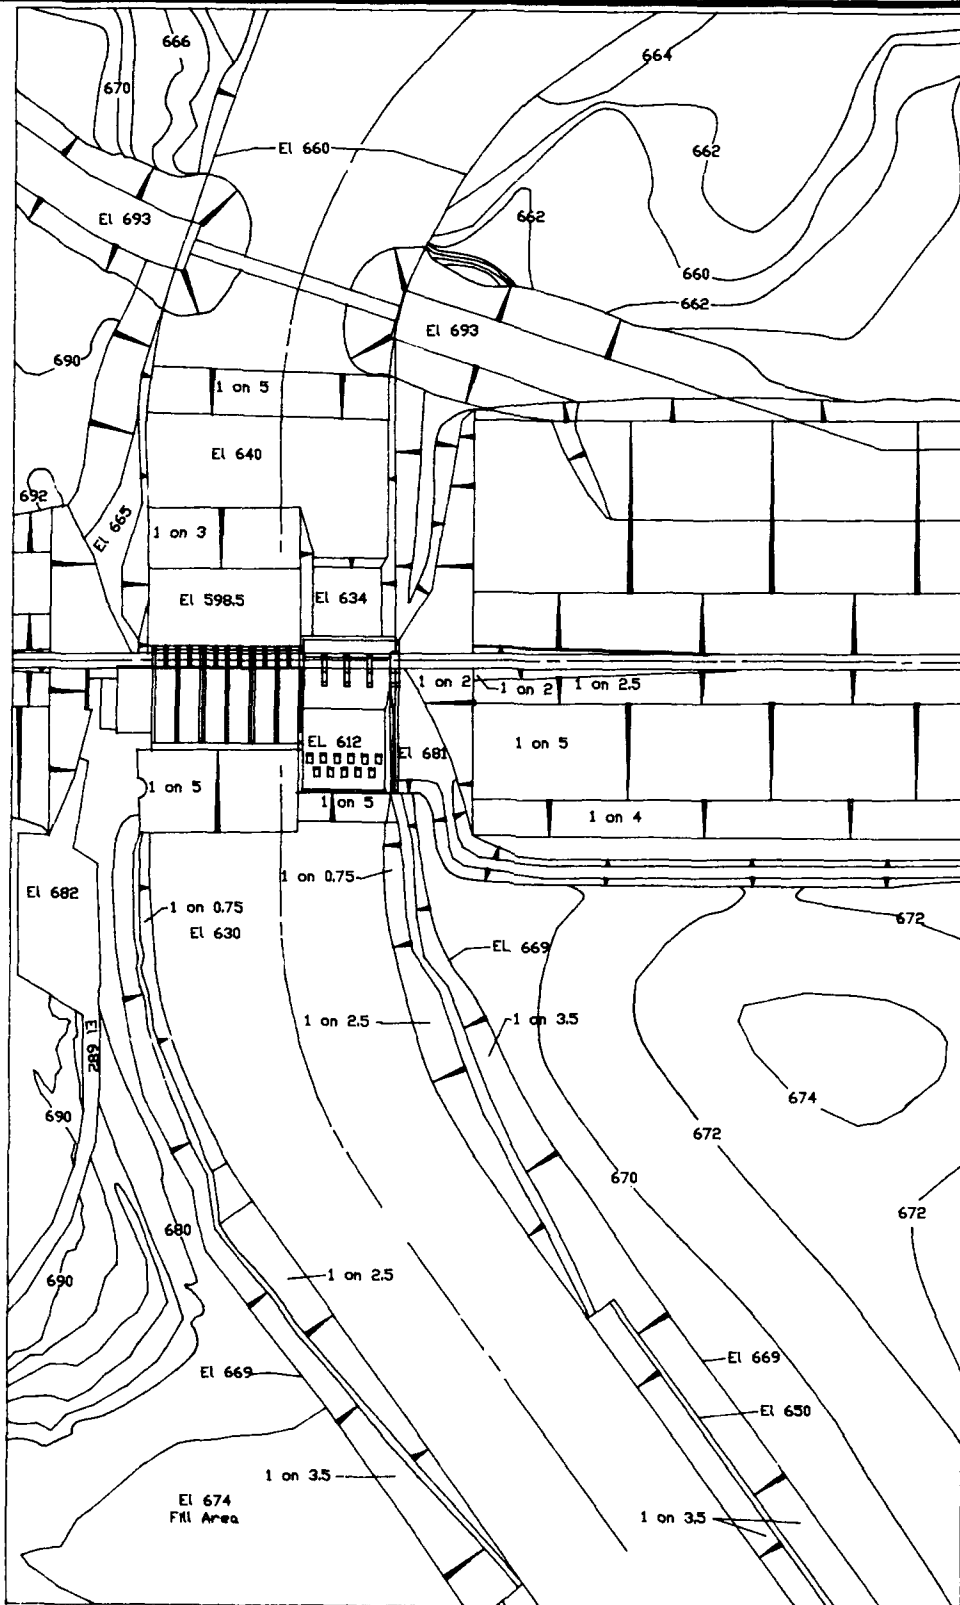 666
664
670
El 660
662
662
El 693
660
662
El 693
690
1 on 5
El 640
692
El 665
1 on 3
El 598.5
El 634
1 on 2
1 on 2
1 on 2.5
EL 612
El 681
1 on 5
1 on 5
1 on 5
1 on 4
1 on 0.75
El 682
1 on 0.75
El 630
672
EL 669
1 on 2.5
1 on 3.5
El 682
674
690
672
670
672
680
690
1 on 2.5
El 669
El 669
El 650
1 on 3.5
El 674
Fill Area
1 on 3.5